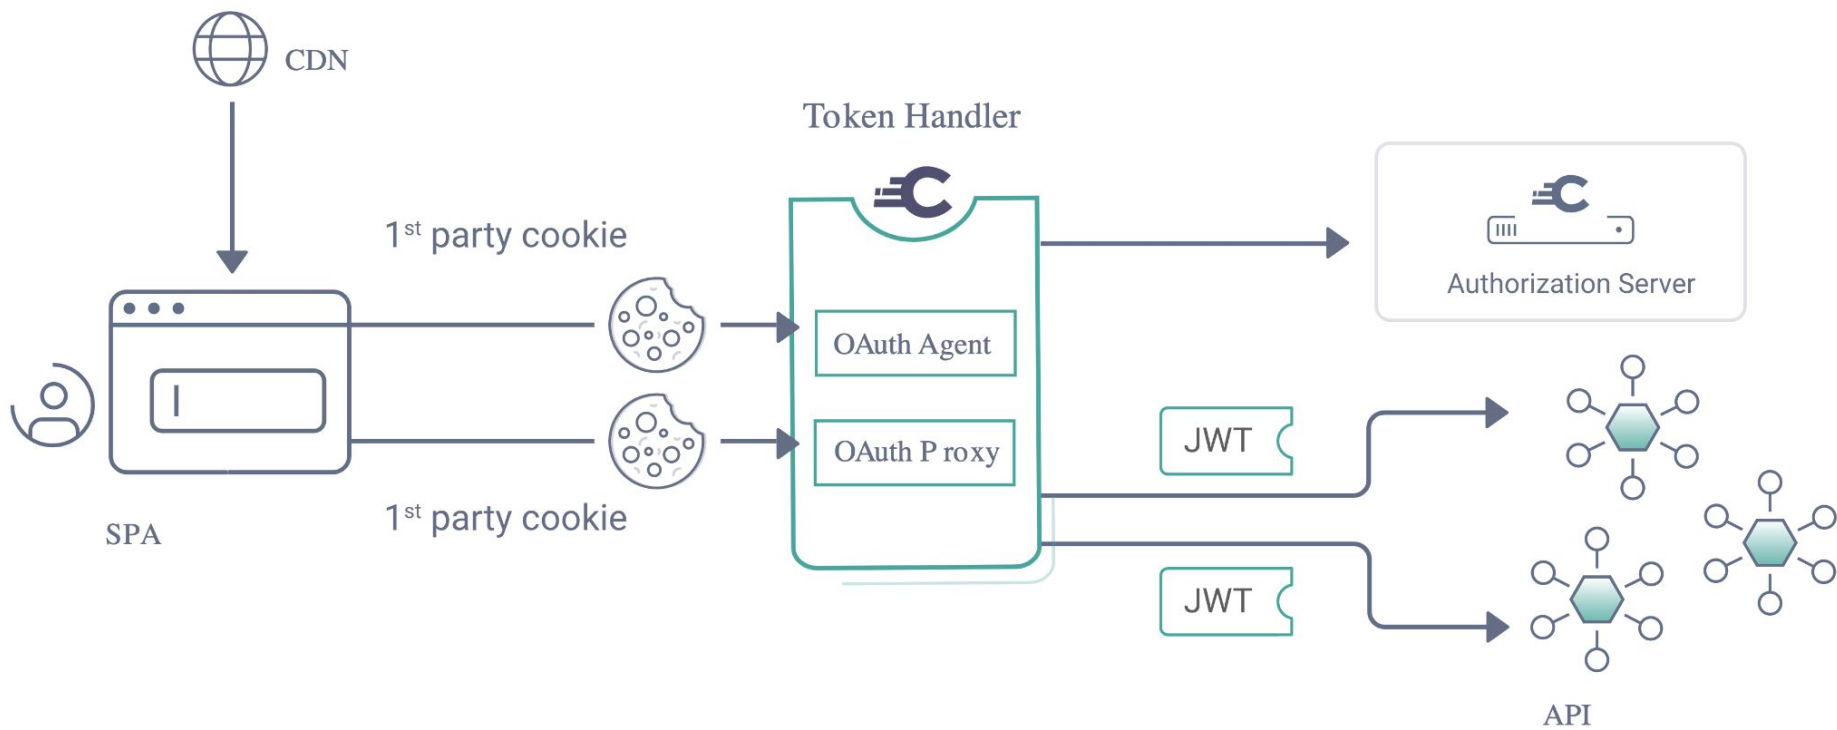 CDN
Token Handler
1st party cookie
Authorization Server
OAuth Agent
OAuth P roxy
JWT
1st party cookie
SPA
JWT
API